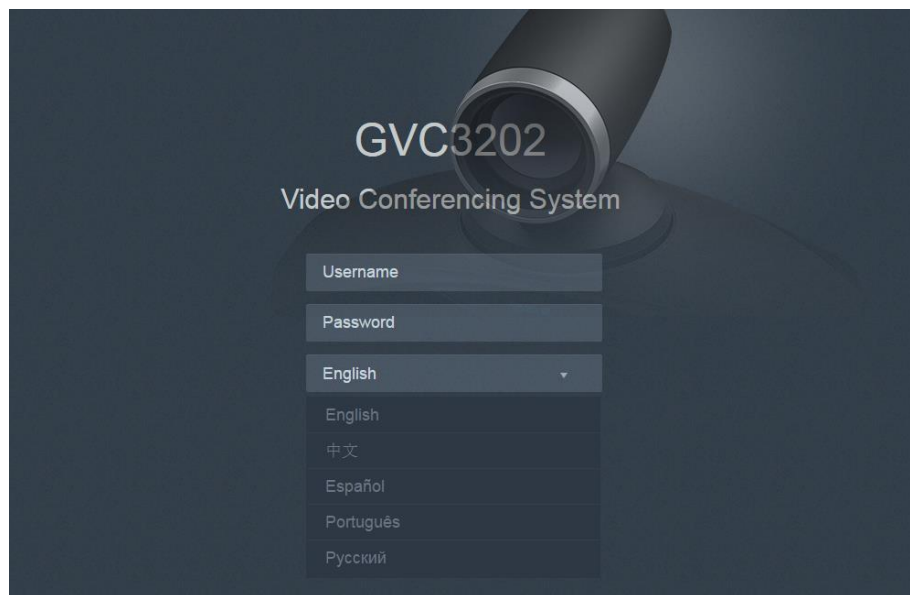 GVC3202
Video Conferencing System
Username
Password
English
English
中文
Español
Português
Русский